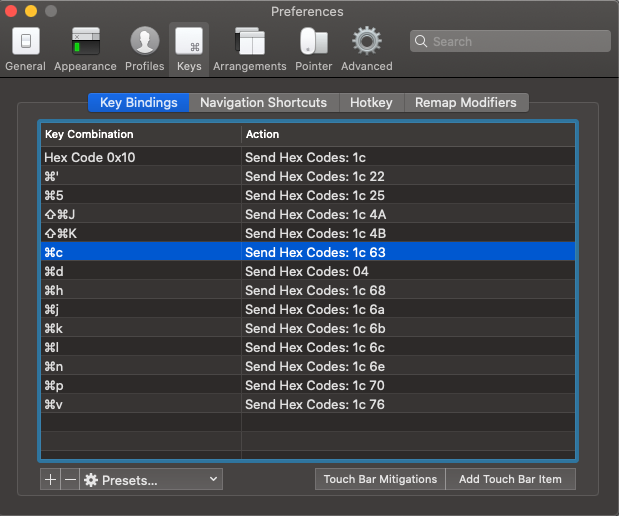 Preferences
General Appearance Profiles Keys Arrangements Pointer Advanced Search
Key Bindings Navigation Shortcuts Hotkey Remap Modifiers
Key Combination Action
Hex Code 0x10 Send Hex Codes: 1c
⌘' Send Hex Codes: 1c 22
⌘5 Send Hex Codes: 1c 25
⇧⌘J Send Hex Codes: 1c 4A
⇧⌘K Send Hex Codes: 1c 4B
⌘c Send Hex Codes: 1c 63
⌘d Send Hex Codes: 04
⌘h Send Hex Codes: 1c 68
⌘j Send Hex Codes: 1c 6a
⌘k Send Hex Codes: 1c 6b
⌘l Send Hex Codes: 1c 6c
⌘n Send Hex Codes: 1c 6e
⌘p Send Hex Codes: 1c 70
⌘v Send Hex Codes: 1c 76
+ − Presets... Touch Bar Mitigations Add Touch Bar Item